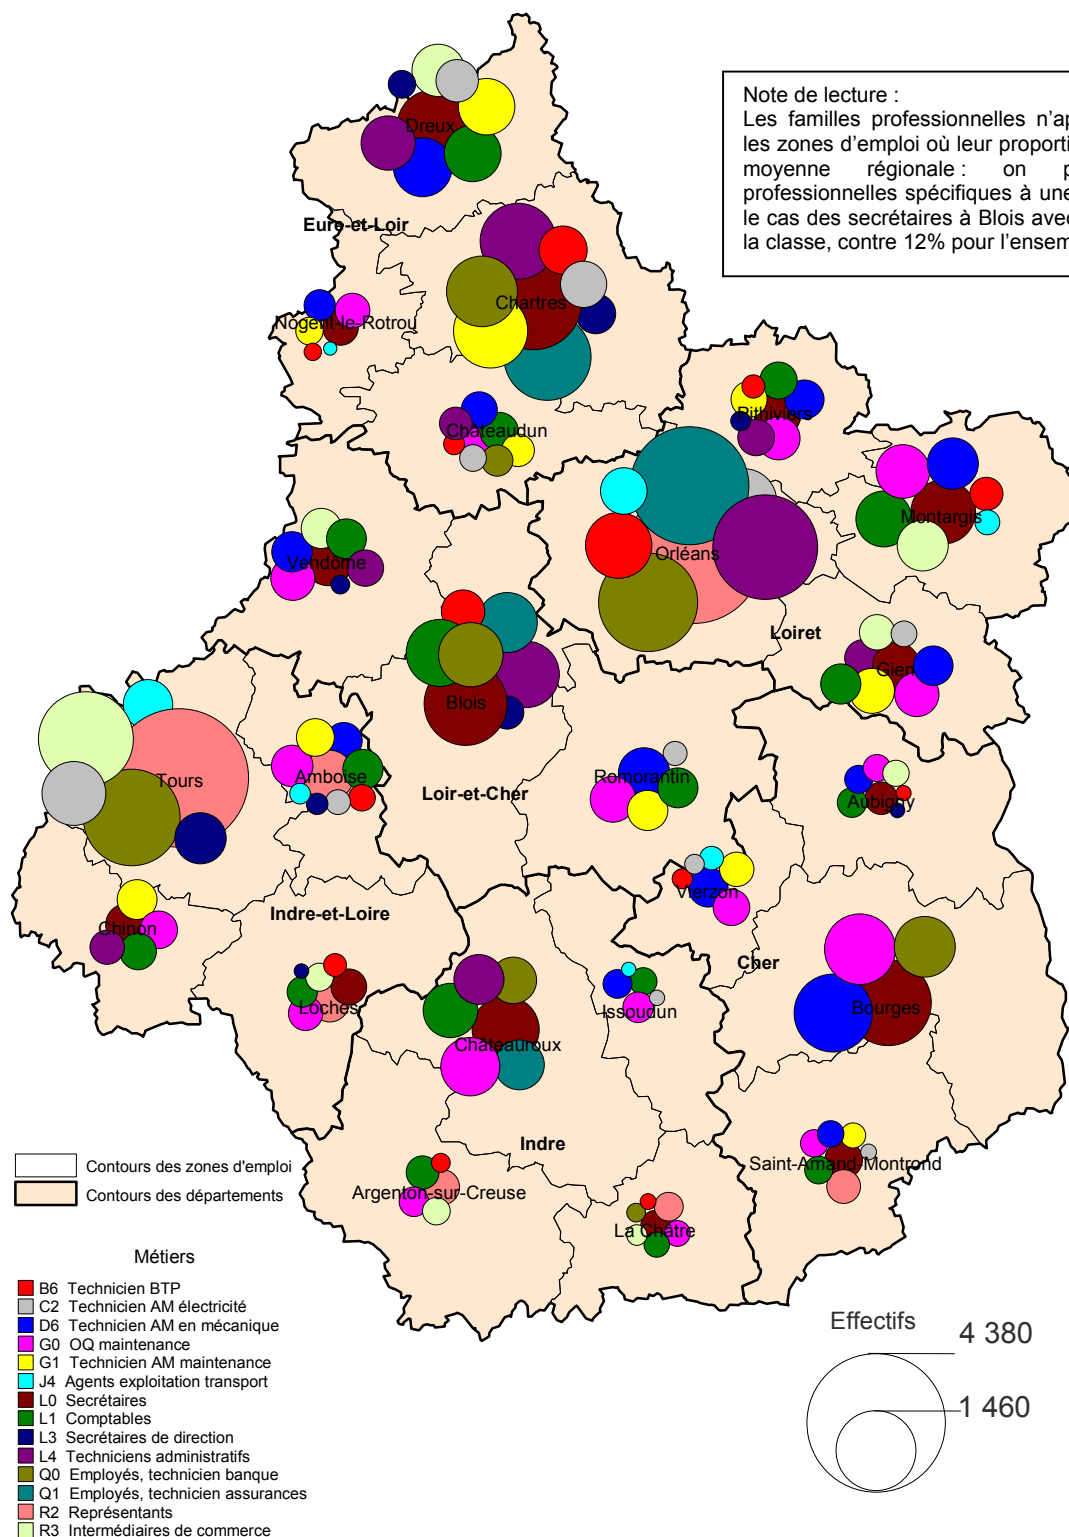 Note de lecture :
Les familles professionnelles n'ap
les zones d'emploi où leur proporti
moyenne régionale : on p
professionnelles spécifiques à une
le cas des secrétaires à Blois avec
la classe, contre 12% pour l'ensem
Dreux
Eure-et-Loir
Chartres
Nogent-le-Rotrou
Châteaudun
Pithiviers
Montargis
Orléans
Vendôme
Loiret
Gien
Blois
Tours
Amboise
Loir-et-Cher
Romorantin
Aubigny
Vierzon
Chinon
Indre-et-Loire
Cher
Loches
Issoudun
Bourges
Châteauroux
Indre
Saint-Amand-Montrond
Argenton-sur-Creuse
La Châtre
Contours des zones d'emploi
Contours des départements
Métiers
B6 Technicien BTP
C2 Technicien AM électricité
D6 Technicien AM en mécanique
G0 OQ maintenance
G1 Technicien AM maintenance
J4 Agents exploitation transport
L0 Secrétaires
L1 Comptables
L3 Secrétaires de direction
L4 Techniciens administratifs
Q0 Employés, technicien banque
Q1 Employés, technicien assurances
R2 Représentants
R3 Intermédiaires de commerce
Effectifs
4 380
1 460